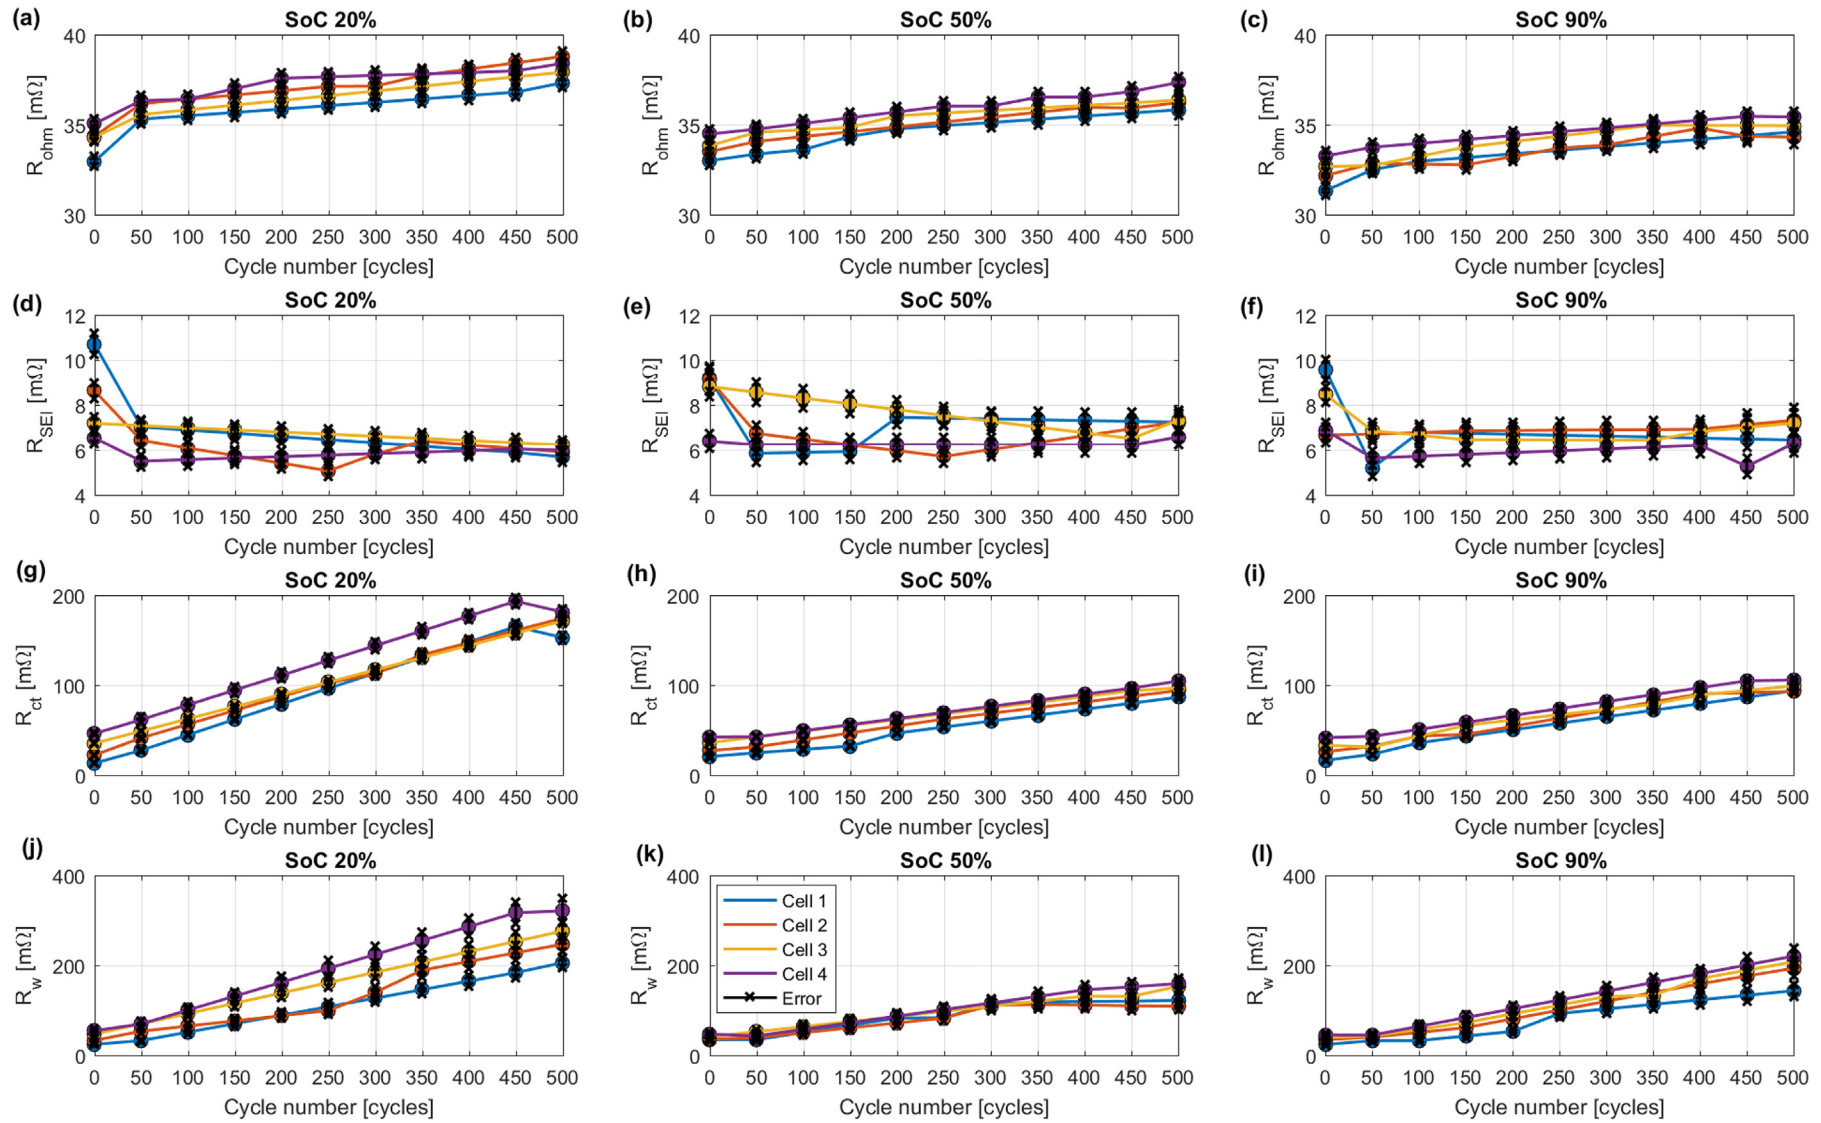 (a) SoC 20% (b) SoC 50% (c) SoC 90%
40 40 40
35 35 35
30 30 30
R_ohm [mΩ] R_ohm [mΩ] R_ohm [mΩ]
0 50 100 150 200 250 300 350 400 450 500 0 50 100 150 200 250 300 350 400 450 500 0 50 100 150 200 250 300 350 400 450 500
Cycle number [cycles] Cycle number [cycles] Cycle number [cycles]
(d) SoC 20% (e) SoC 50% (f) SoC 90%
12 12 12
10 10 10
8 8 8
6 6 6
4 4 4
R_SEI [mΩ] R_SEI [mΩ] R_SEI [mΩ]
0 50 100 150 200 250 300 350 400 450 500 0 50 100 150 200 250 300 350 400 450 500 0 50 100 150 200 250 300 350 400 450 500
Cycle number [cycles] Cycle number [cycles] Cycle number [cycles]
(g) SoC 20% (h) SoC 50% (i) SoC 90%
200 200 200
100 100 100
0 0 0
R_ct [mΩ] R_ct [mΩ] R_ct [mΩ]
0 50 100 150 200 250 300 350 400 450 500 0 50 100 150 200 250 300 350 400 450 500 0 50 100 150 200 250 300 350 400 450 500
Cycle number [cycles] Cycle number [cycles] Cycle number [cycles]
(j) SoC 20% (k) SoC 50% (l) SoC 90%
400 400 400
200 200 200
0 0 0
R_w [mΩ] R_w [mΩ] R_w [mΩ]
Cell 1
Cell 2
Cell 3
Cell 4
Error
0 50 100 150 200 250 300 350 400 450 500 0 50 100 150 200 250 300 350 400 450 500 0 50 100 150 200 250 300 350 400 450 500
Cycle number [cycles] Cycle number [cycles] Cycle number [cycles]